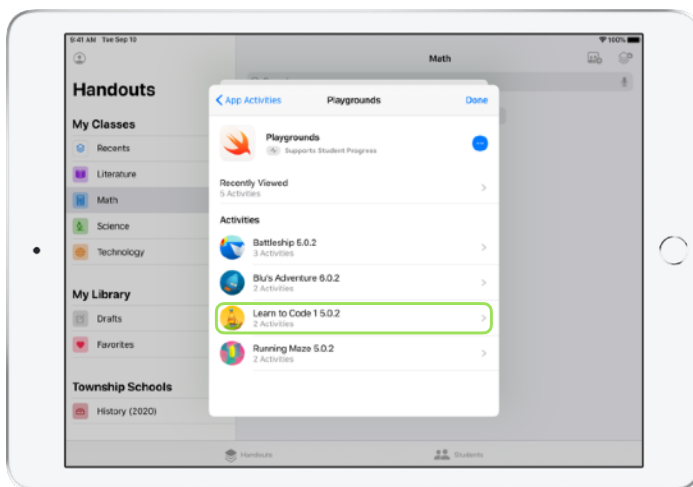 9:41 AM Tue Sep 10
100%
Math
Handouts
My Classes
Recents
Literature
Math
Science
Technology
My Library
Drafts
Favorites
Township Schools
History (2020)
App Activities
Playgrounds
Done
Playgrounds
Supports Student Progress
Recently Viewed
5 Activities
Activities
Battleship 5.0.2
3 Activities
Blu's Adventure 6.0.2
2 Activities
Learn to Code 1 5.0.2
2 Activities
Running Maze 5.0.2
2 Activities
Handouts
Students